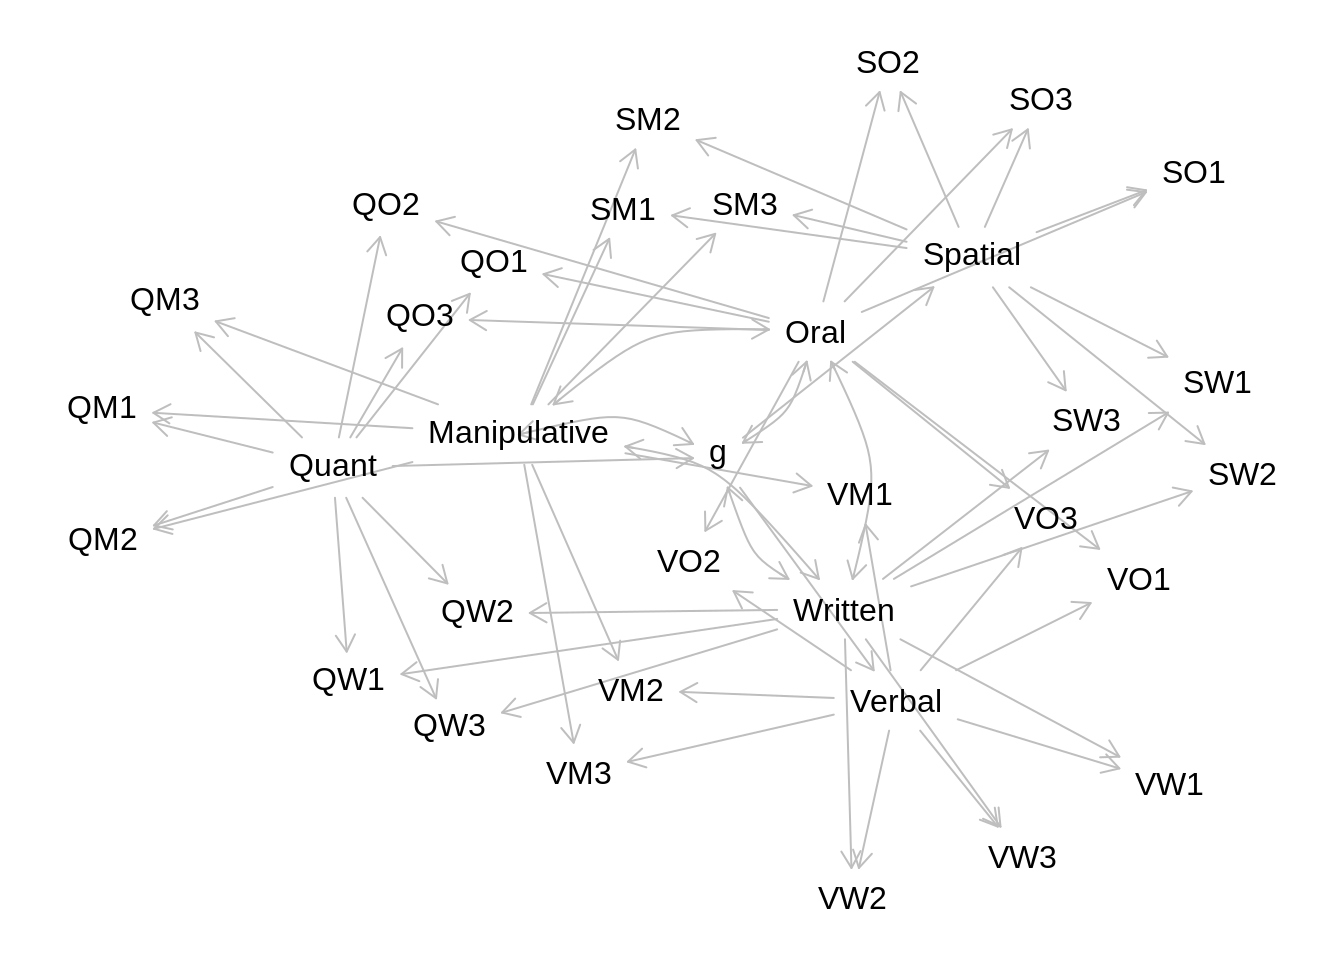 SO2
SO3
SM2
SO1
QO2
SM1
SM3
Spatial
QO1
QM3
QO3
Oral
SW1
QM1
SW3
Manipulative
g
Quant
SW2
VM1
VO3
QM2
VO2
VO1
QW2
Written
QW1
VM2
Verbal
QW3
VM3
VW1
VW3
VW2